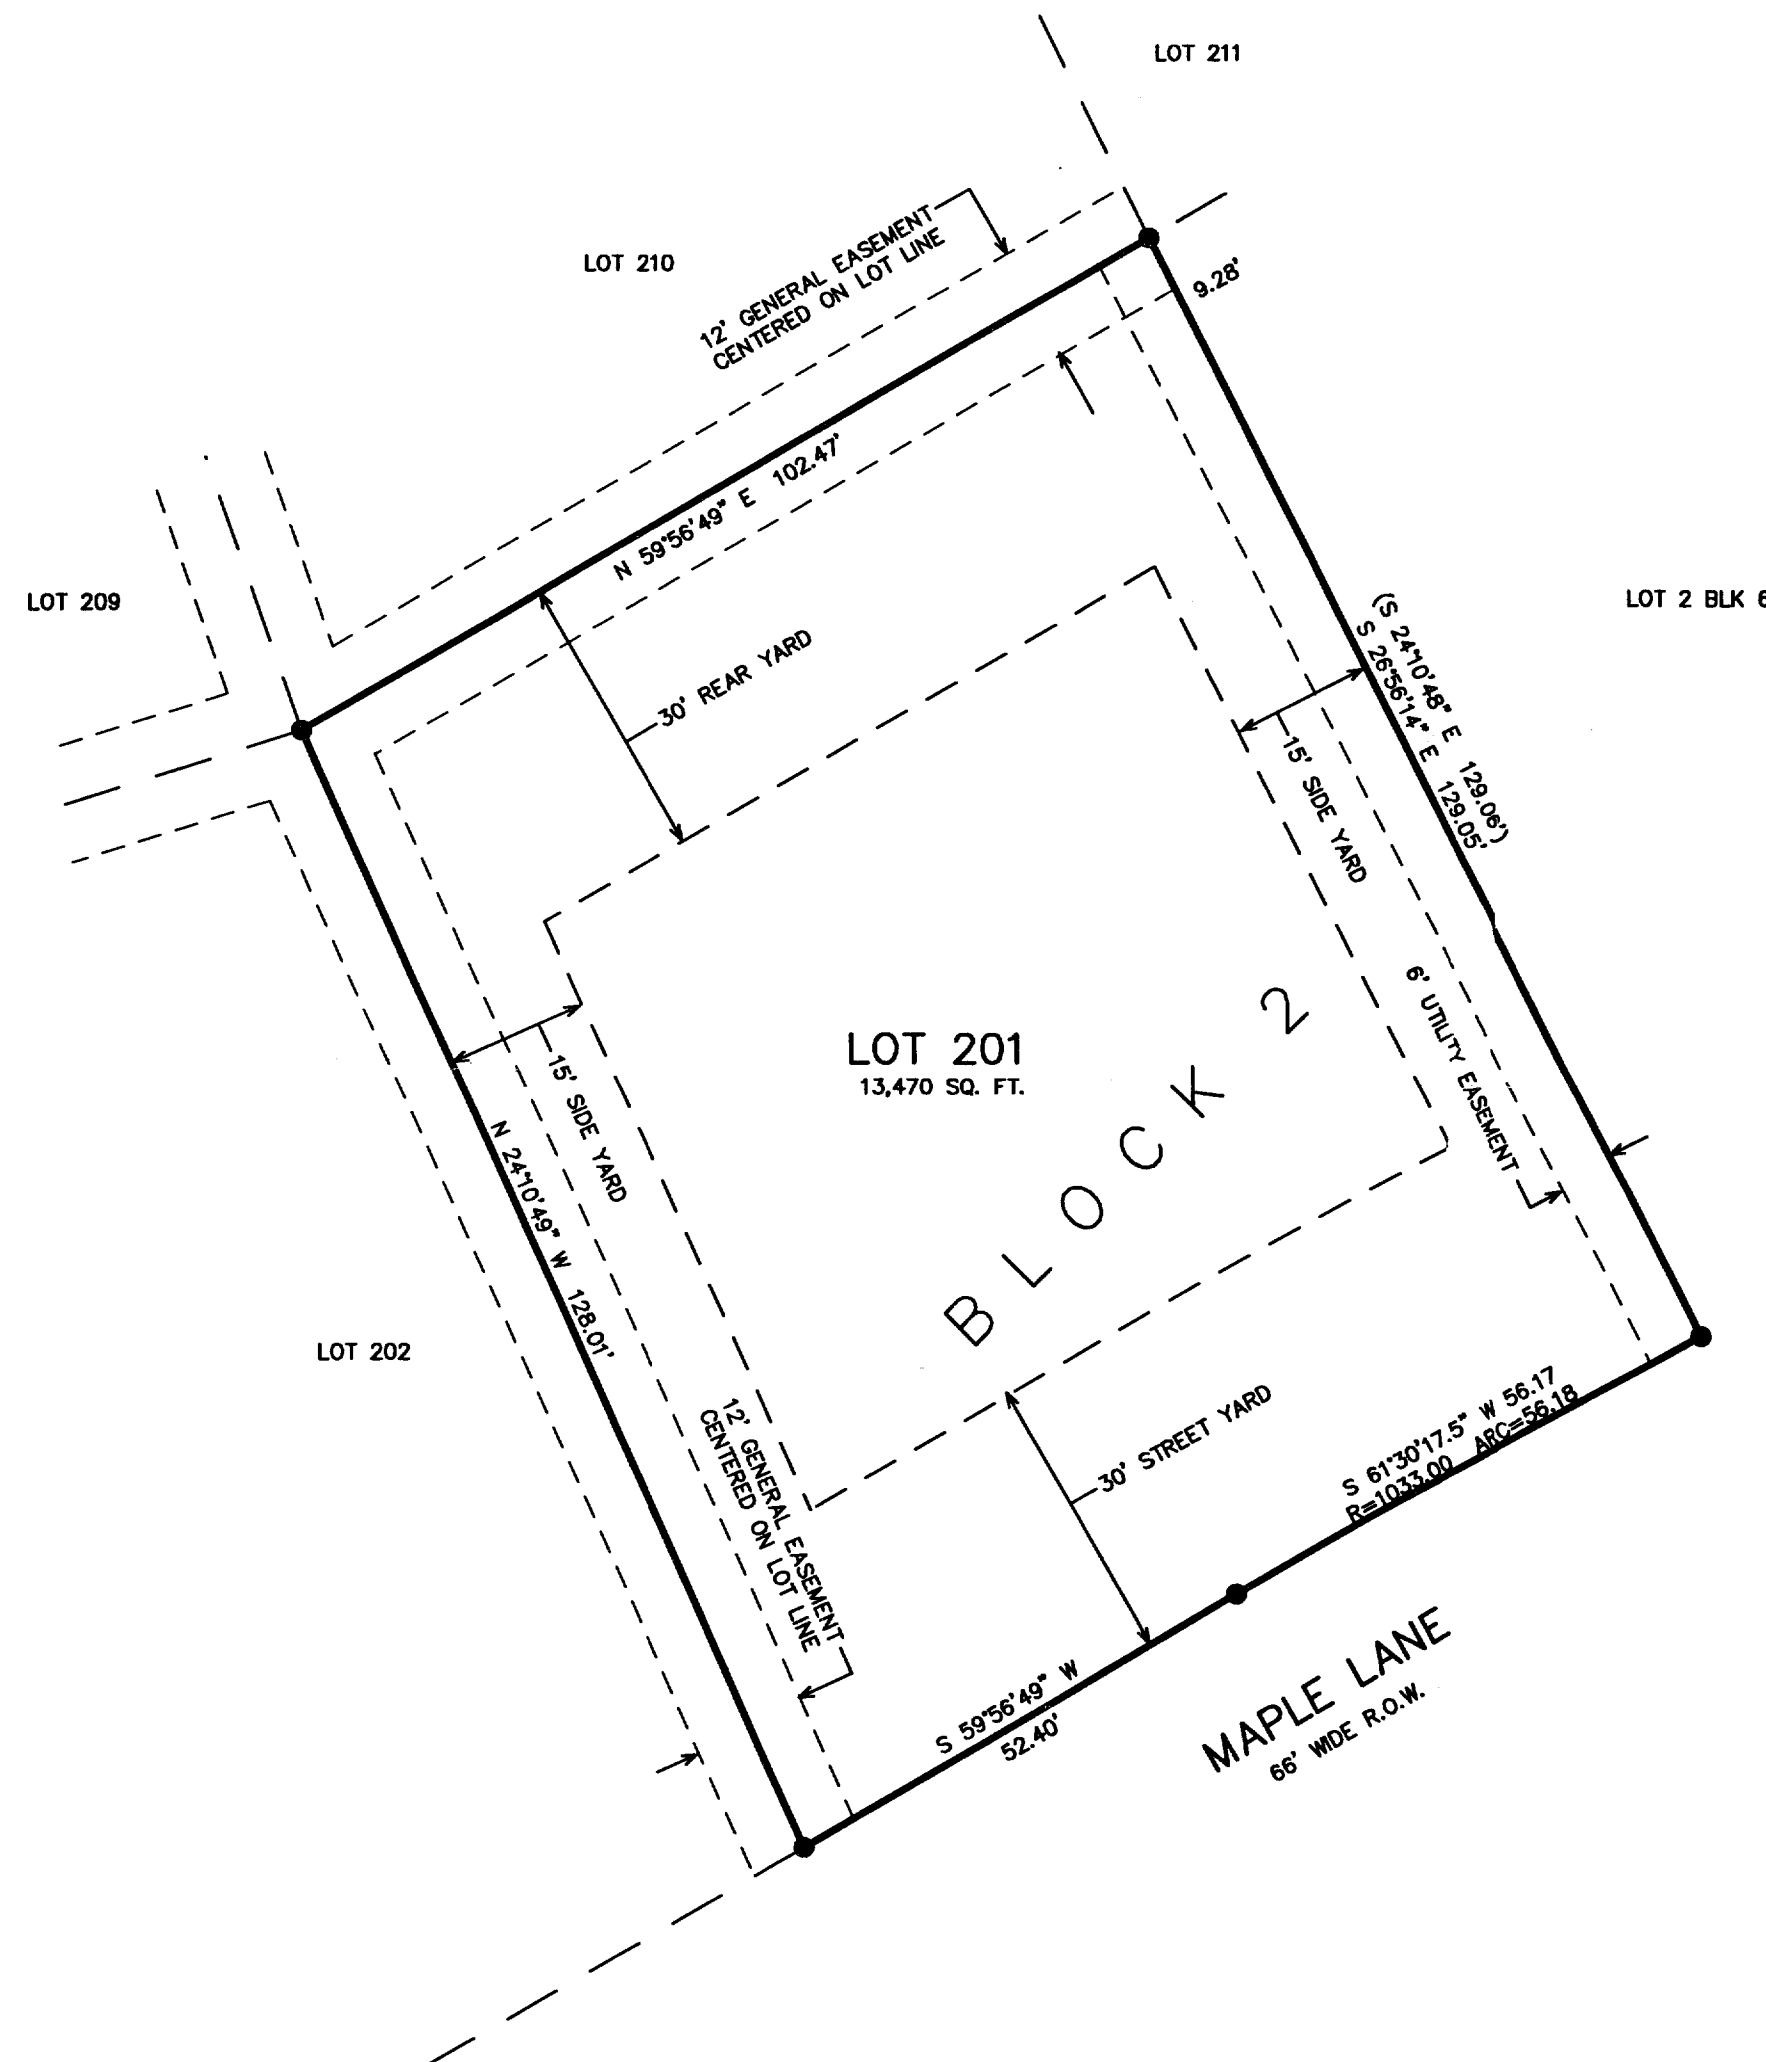 LOT 211
12' GENERAL EASEMENT
CENTERED ON LOT LINE
LOT 210
9.28'
N 59°56'49" E 102.47'
LOT 209
30' REAR YARD
(S 24°10'48" E 129.06')
S 26°56'14" E 129.05'
LOT 2 BLK 6
15' SIDE YARD
LOT 201
13,470 SQ. FT.
BLOCK 2
6' UTILITY EASEMENT
15' SIDE YARD
N 24°10'49" W 128.01'
LOT 202
12' GENERAL EASEMENT
CENTERED ON LOT LINE
30' STREET YARD
S 61°30'17.5" W 56.17
R=1033.00 ARC=56.18
S 59°56'49" W
52.40'
MAPLE LANE
66' WIDE R.O.W.